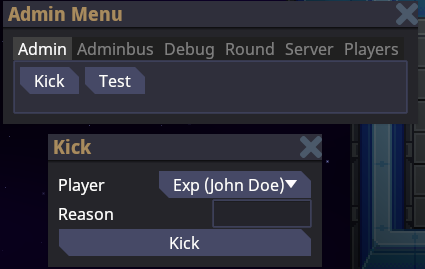 Admin Menu
Admin Adminbus Debug Round Server Players
Kick Test
Kick
Player Exp (John Doe)
Reason
Kick